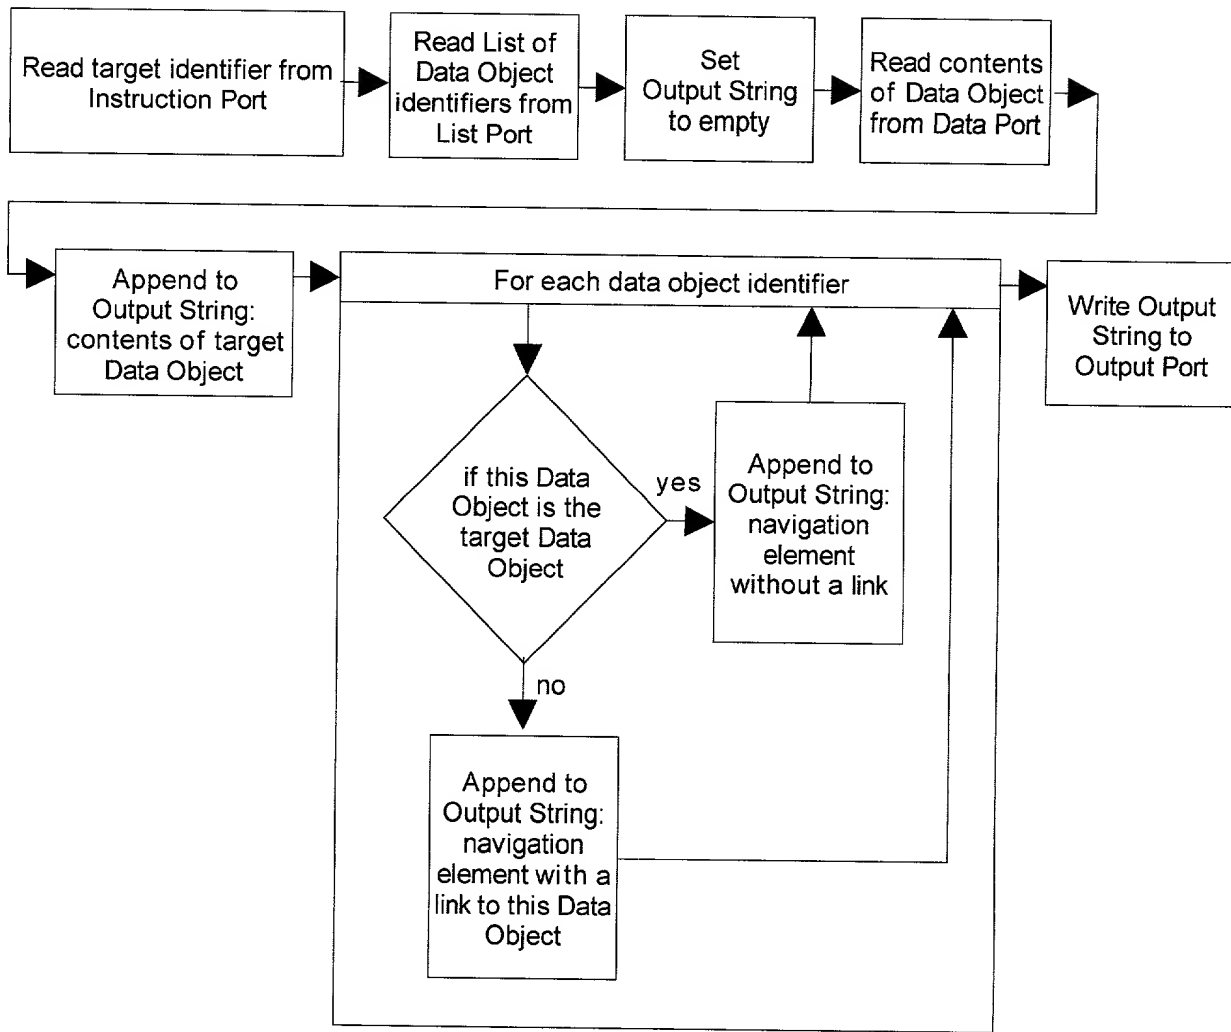 Read target identifier from
Instruction Port
Read List of
Data Object
identifiers from
List Port
Set
Output String
to empty
Read contents
of Data Object
from Data Port
Append to
Output String:
contents of target
Data Object
For each data object identifier
Write Output
String to
Output Port
if this Data
Object is the
target Data
Object
yes
Append to
Output String:
navigation
element
without a link
no
Append to
Output String:
navigation
element with a
link to this Data
Object